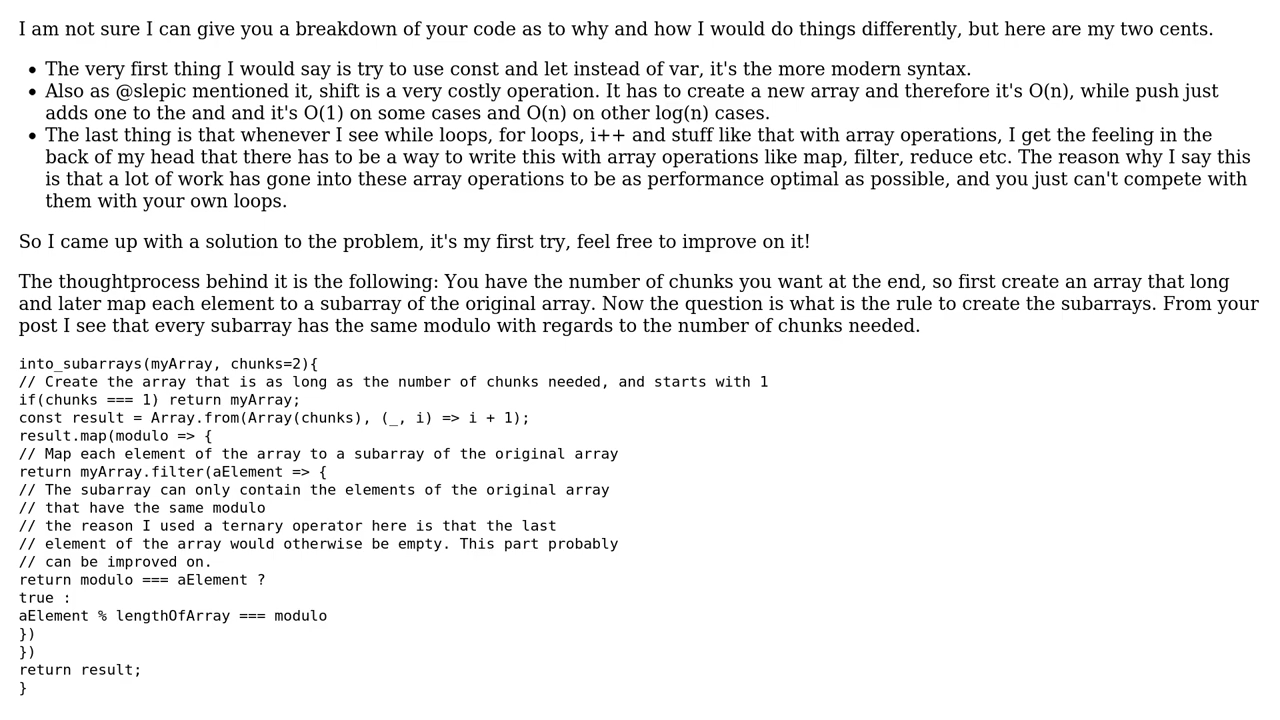 I am not sure I can give you a breakdown of your code as to why and how I would do things differently, but here are my two cents.
• The very first thing I would say is try to use const and let instead of var, it's the more modern syntax.
• Also as @slepic mentioned it, shift is a very costly operation. It has to create a new array and therefore it's O(n), while push just
adds one to the and and it's O(1) on some cases and O(n) on other log(n) cases.
• The last thing is that whenever I see while loops, for loops, i++ and stuff like that with array operations, I get the feeling in the
back of my head that there has to be a way to write this with array operations like map, filter, reduce etc. The reason why I say this
is that a lot of work has gone into these array operations to be as performance optimal as possible, and you just can't compete with
them with your own loops.
So I came up with a solution to the problem, it's my first try, feel free to improve on it!
The thoughtprocess behind it is the following: You have the number of chunks you want at the end, so first create an array that long
and later map each element to a subarray of the original array. Now the question is what is the rule to create the subarrays. From your
post I see that every subarray has the same modulo with regards to the number of chunks needed.
into_subarrays(myArray, chunks=2){
// Create the array that is as long as the number of chunks needed, and starts with 1
if(chunks === 1) return myArray;
const result = Array.from(Array(chunks), (_, i) => i + 1);
result.map(modulo => {
// Map each element of the array to a subarray of the original array
return myArray.filter(aElement => {
// The subarray can only contain the elements of the original array
// that have the same modulo
// the reason I used a ternary operator here is that the last
// element of the array would otherwise be empty. This part probably
// can be improved on.
return modulo === aElement ?
true :
aElement % lengthOfArray === modulo
})
})
return result;
}